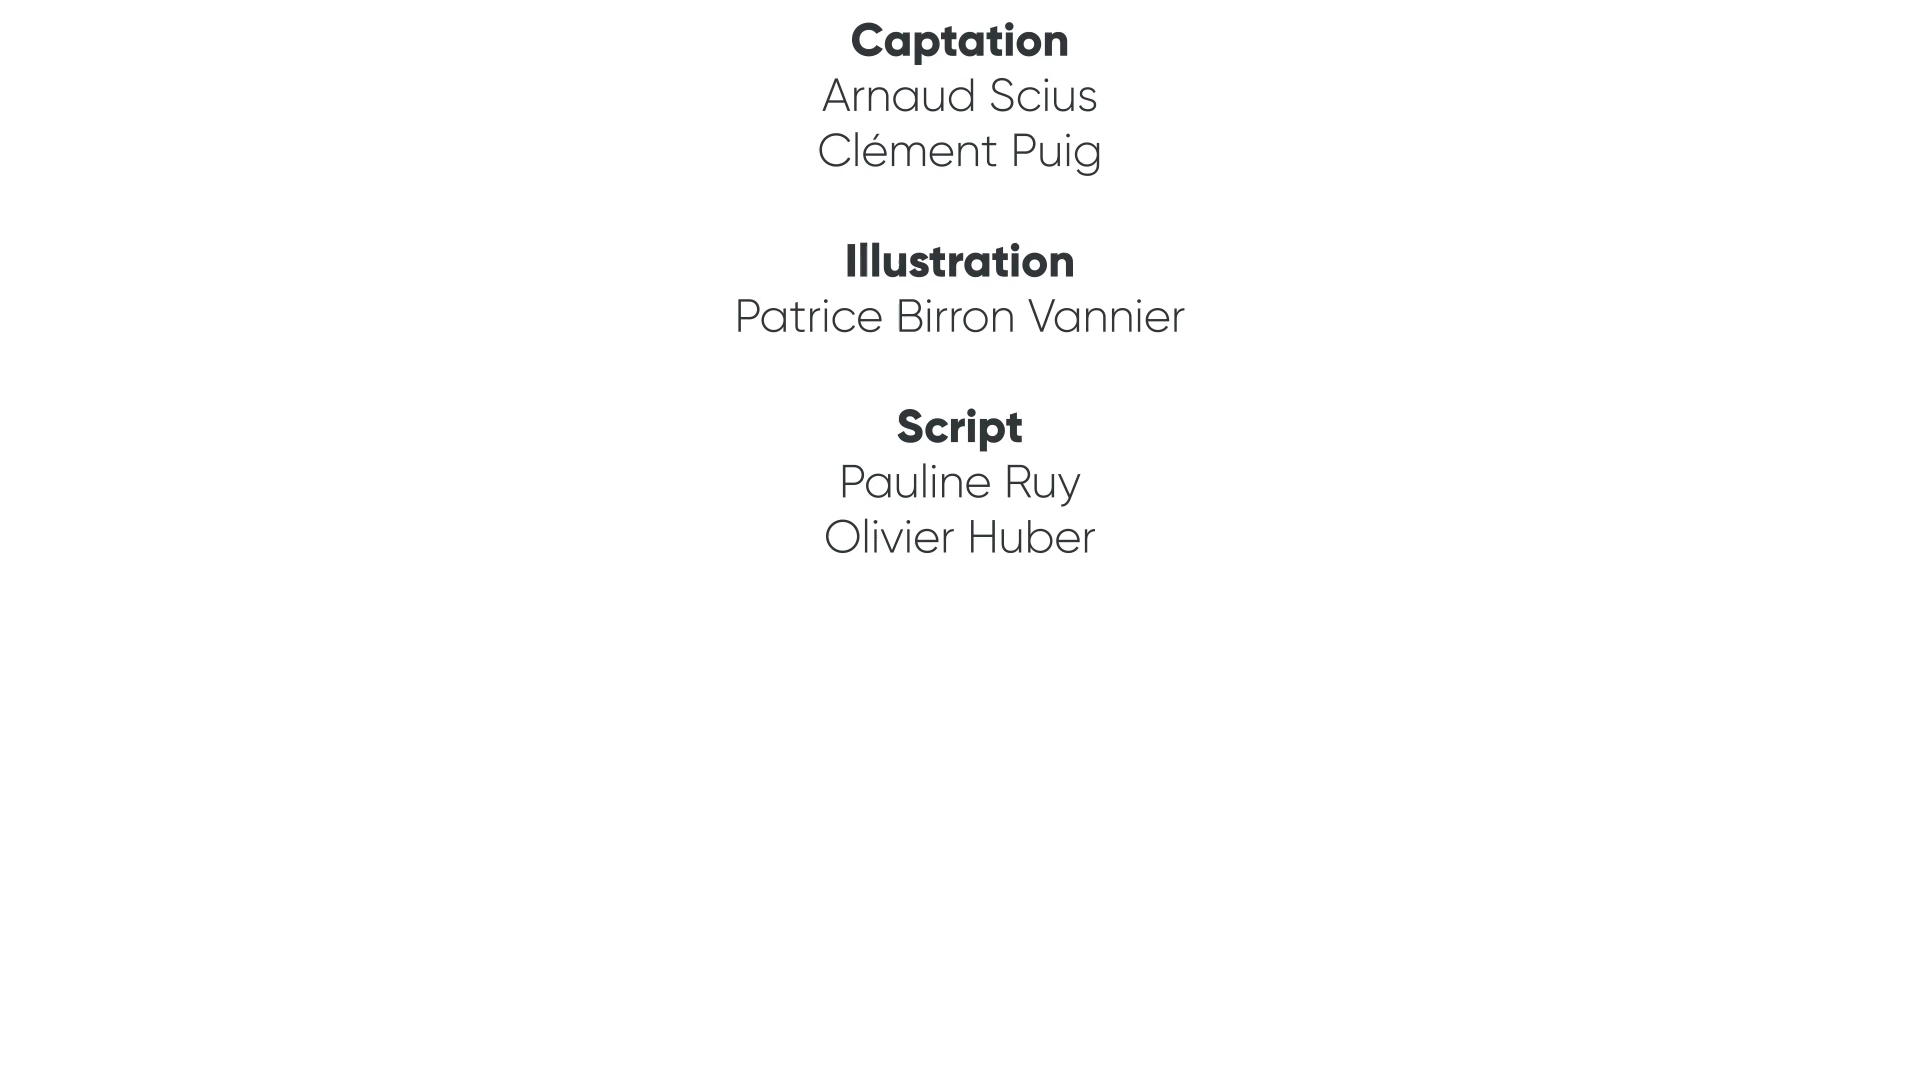 Captation
Arnaud Scius
Clément Puig
Illustration
Patrice Birron Vannier
Script
Pauline Ruy
Olivier Huber